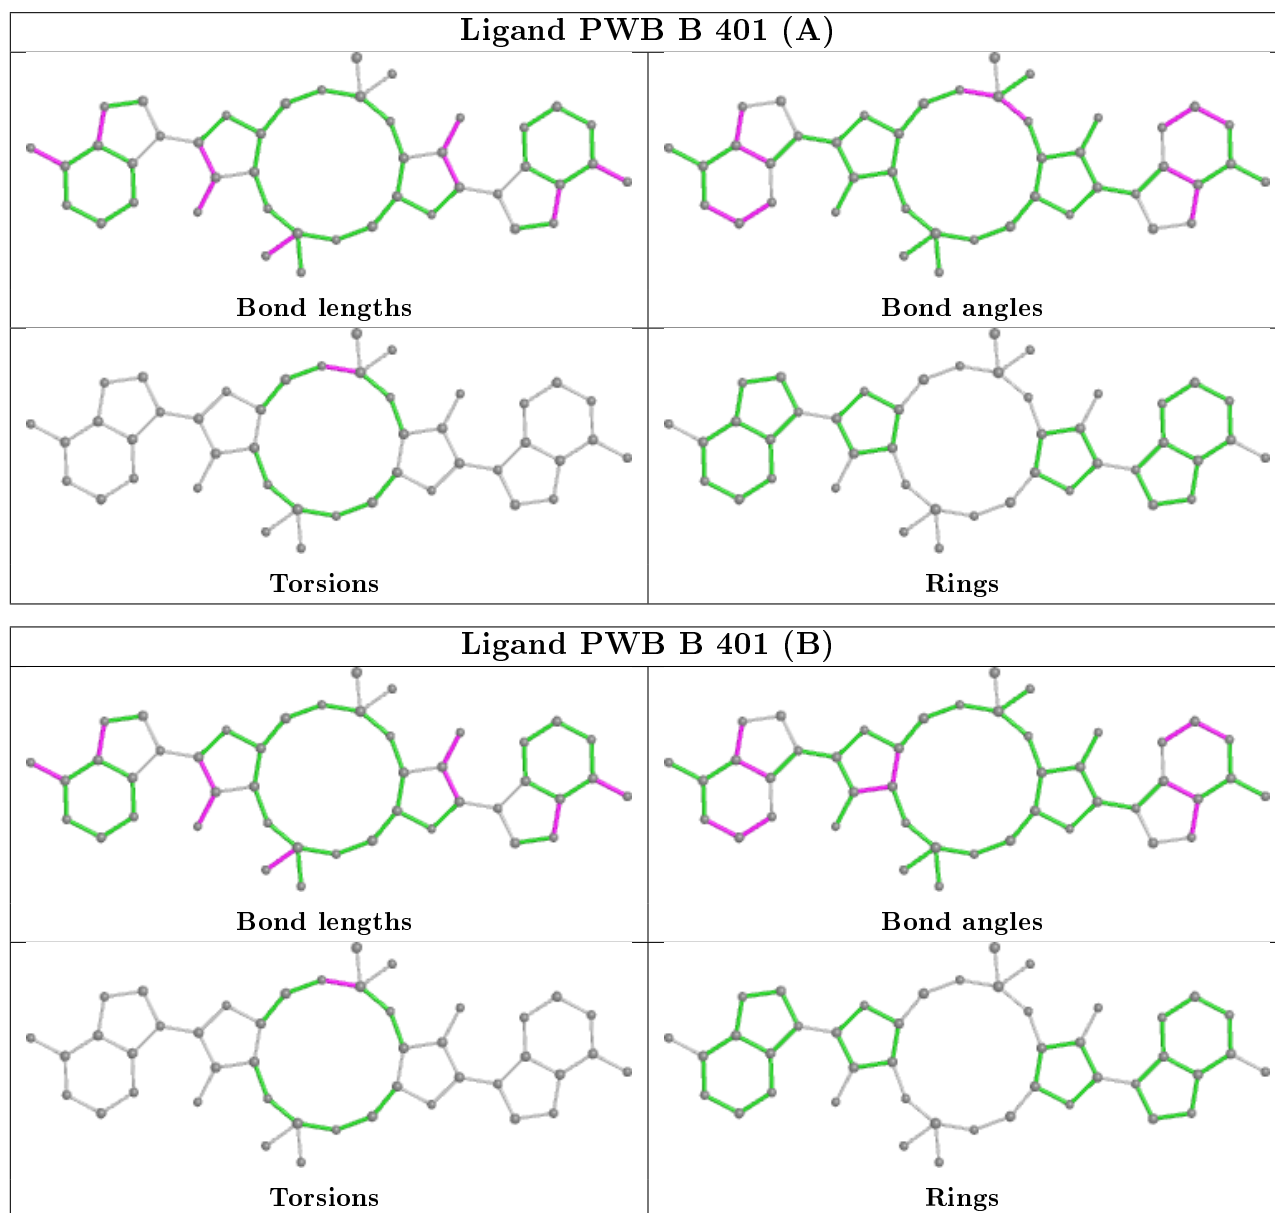 Ligand PWB B 401 (A)
Bond lengths
Bond angles
Torsions
Rings
Ligand PWB B 401 (B)
Bond lengths
Bond angles
Torsions
Rings